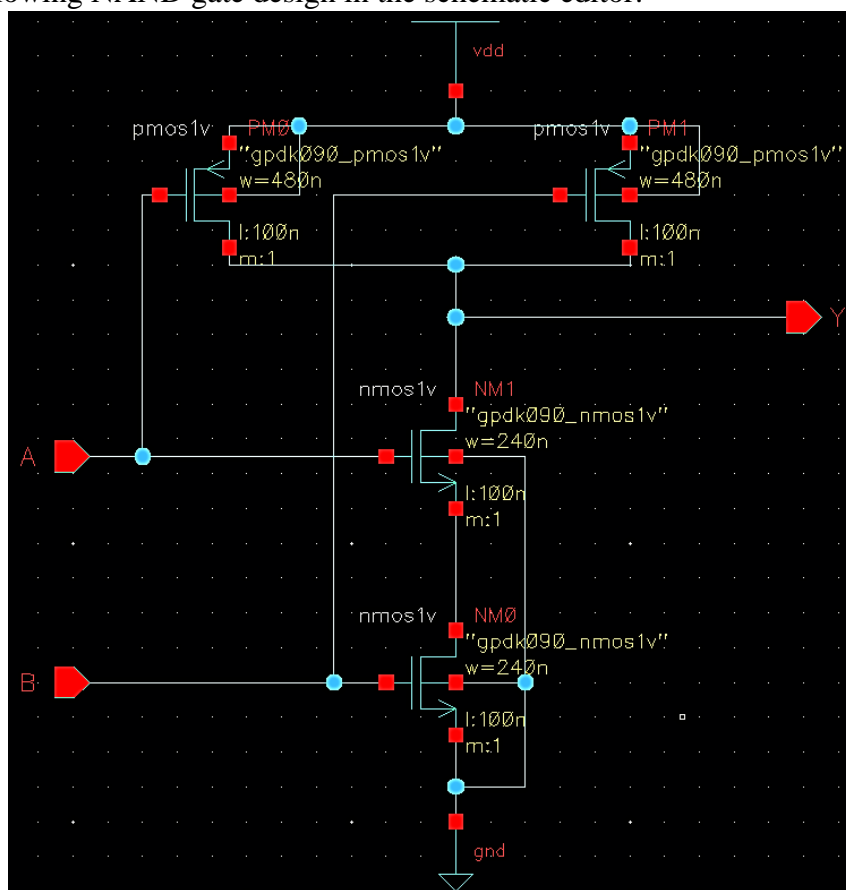 lowing NAND gate design in the schematic editor.
vdd
pmos1v PM0
"gpdk090_pmos1v"
w=480n
l:100n
m:1
pmos1v PM1
"gpdk090_pmos1v"
w=480n
l:100n
m:1
Y
nmos1v NM1
"gpdk090_nmos1v"
w=240n
l:100n
m:1
A
nmos1v NM0
"gpdk090_nmos1v"
w=240n
l:100n
m:1
B
gnd